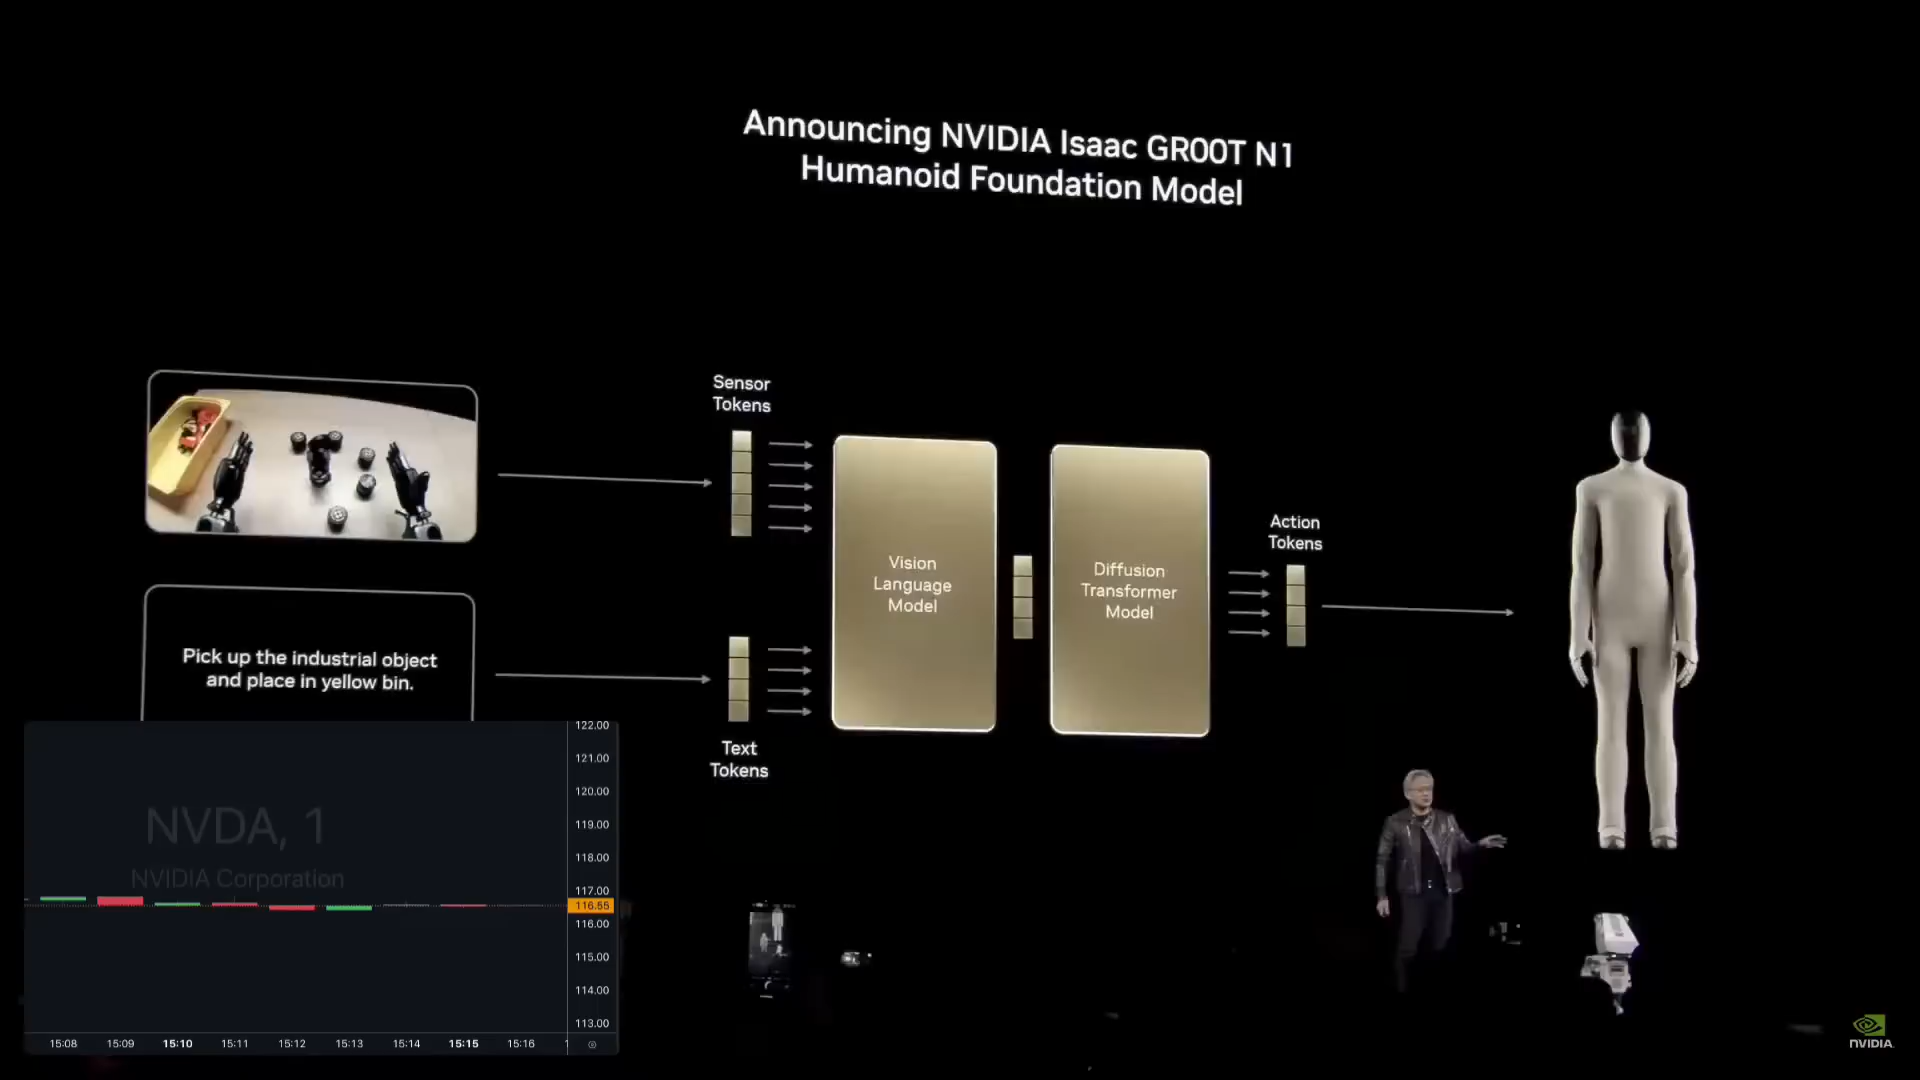 Announcing NVIDIA Isaac GR00T N1
Humanoid Foundation Model
Sensor
Tokens
Vision
Language
Model
Diffusion
Transformer
Model
Action
Tokens
Pick up the industrial object
and place in yellow bin.
Text
Tokens
NVDA, 1
NVIDIA Corporation
122.00
121.00
120.00
119.00
118.00
117.00
116.55
116.00
115.00
114.00
113.00
15:08
15:09
15:10
15:11
15:12
15:13
15:14
15:15
15:16
NVIDIA